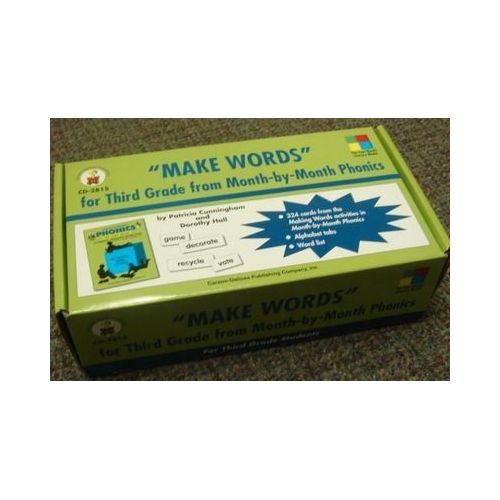 "MAKE WORDS"
for Third Grade from Month-by-Month Phonics
CD-2615
by Patricia Cunningham
and
Dorothy Hall
PHONICS
game
decorate
recycle
vote
324 cards from the
Making Words activities in
Month-by-Month Phonics
Alphabet tabs
Word list
Carson-Dellosa Publishing Company, Inc.
"MAKE WORDS"
for Third Grade from Month-by-Month Phonics
CD-2615
For Third Grade Students